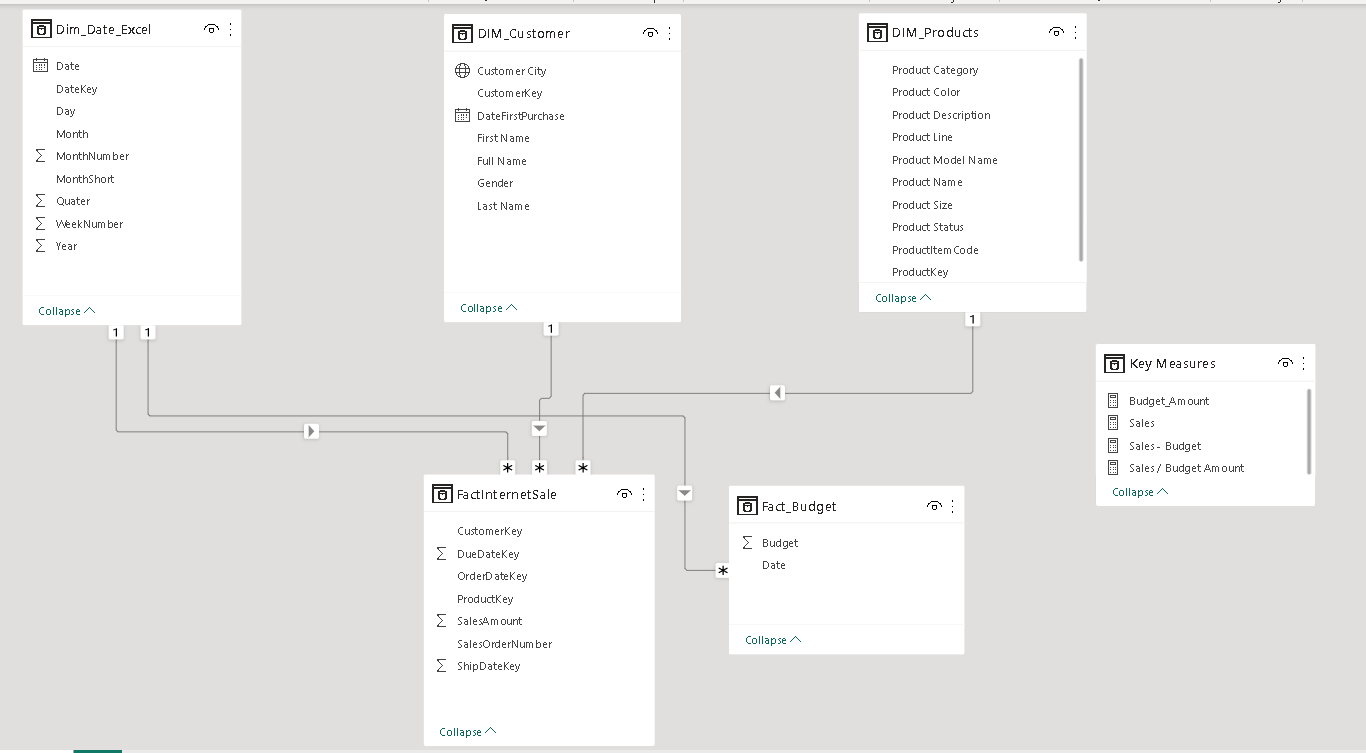 Dim_Date_Excel
Date
DateKey
Day
Month
MonthNumber
MonthShort
Quater
WeekNumber
Year
Collapse
DIM_Customer
Customer City
CustomerKey
DateFirstPurchase
First Name
Full Name
Gender
Last Name
Collapse
DIM_Products
Product Category
Product Color
Product Description
Product Line
Product Model Name
Product Name
Product Size
Product Status
ProductItemCode
ProductKey
Collapse
1
1
1
1
Key Measures
Budget_Amount
Sales
Sales - Budget
Sales / Budget Amount
Collapse
*
*
*
FactInternetSale
CustomerKey
DueDateKey
OrderDateKey
ProductKey
SalesAmount
SalesOrderNumber
ShipDateKey
Collapse
*
Fact_Budget
Budget
Date
Collapse